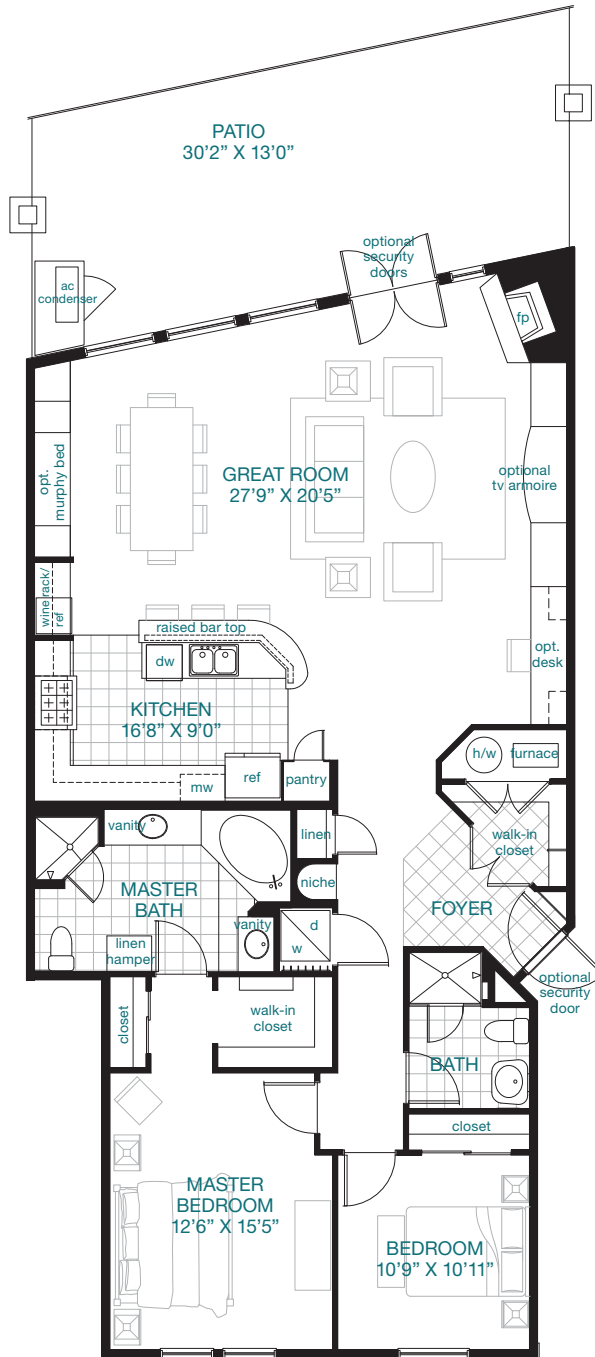 PATIO
30’2” X 13’0”
optional
security
doors
ac
condenser
fp
opt.
murphy bed
GREAT ROOM
27’9” X 20’5”
optional
tv armoire
wine rack/
ref
raised bar top
dw
opt.
desk
KITCHEN
16’8” X 9’0”
h/w
furnace
mw
ref
pantry
vanity
linen
walk-in
closet
niche
MASTER
BATH
FOYER
vanity
d
w
linen
hamper
optional
security
door
closet
walk-in
closet
BATH
closet
MASTER
BEDROOM
12’6” X 15’5”
BEDROOM
10’9” X 10’11”